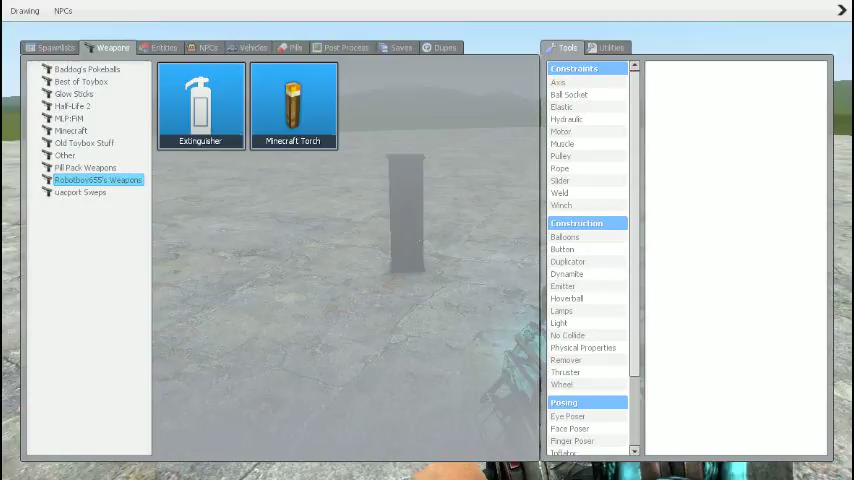 Drawing NPCs
Spawnlists Weapons Entities NPCs Vehicles Pills Post Process Saves Dupes Tools Utilities
Baddog's Pokeballs
Best of Toybox
Glow Sticks
Half-Life 2
MLP:FiM
Minecraft
Old Toybox Stuff
Other
Pill Pack Weapons
Robotboy655's Weapons
uacport Sweps
Extinguisher
Minecraft Torch
Constraints
Axis
Ball Socket
Elastic
Hydraulic
Motor
Muscle
Pulley
Rope
Slider
Weld
Winch
Construction
Balloons
Button
Duplicator
Dynamite
Emitter
Hoverball
Lamps
Light
No Collide
Physical Properties
Remover
Thruster
Wheel
Posing
Eye Poser
Face Poser
Finger Poser
Inflator